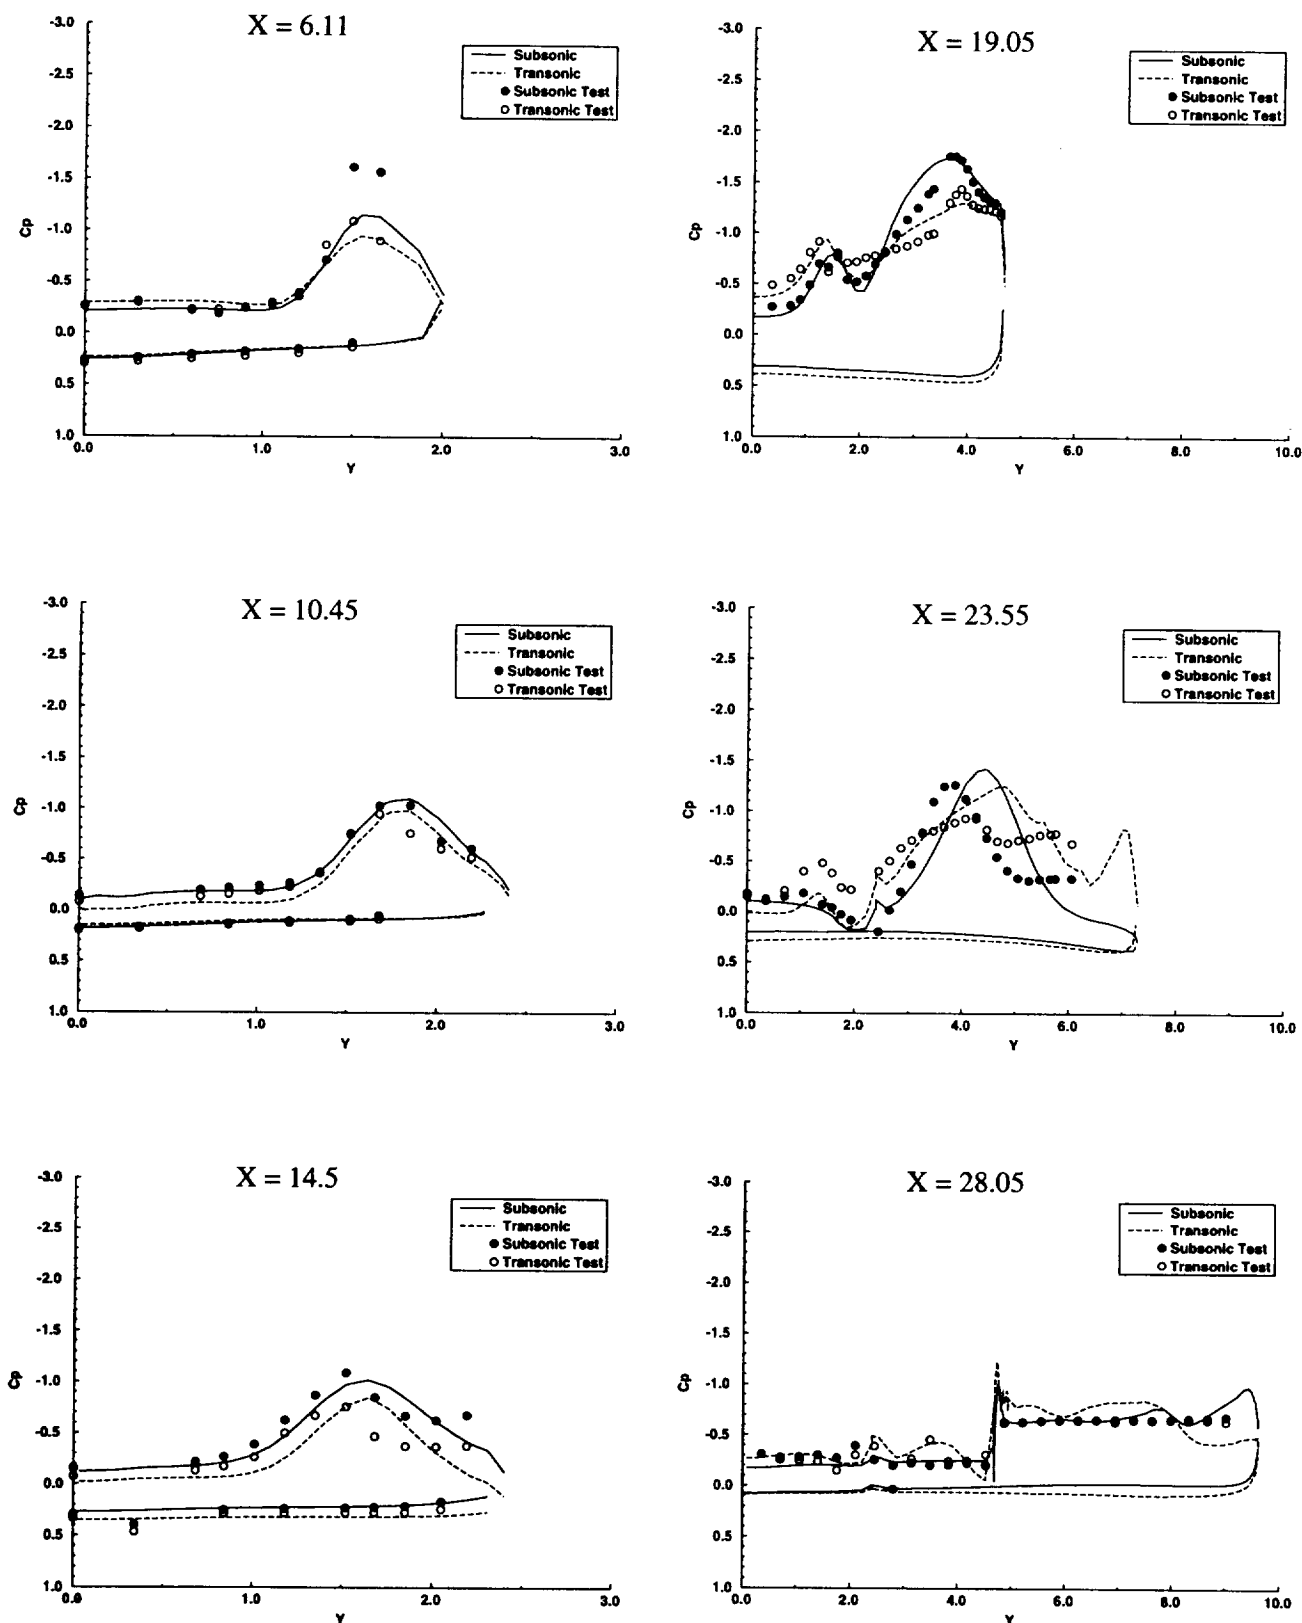 X = 6.11
-3.0
-2.5
-2.0
-1.5
-1.0
-0.5
0.0
0.5
1.0
Cp
0.0
1.0
2.0
3.0
Y
Subsonic
Transonic
Subsonic Test
Transonic Test
X = 19.05
-3.0
-2.5
-2.0
-1.5
-1.0
-0.5
0.0
0.5
1.0
Cp
0.0
2.0
4.0
6.0
8.0
10.0
Y
Subsonic
Transonic
Subsonic Test
Transonic Test
X = 10.45
-3.0
-2.5
-2.0
-1.5
-1.0
-0.5
0.0
0.5
1.0
Cp
0.0
1.0
2.0
3.0
Y
Subsonic
Transonic
Subsonic Test
Transonic Test
X = 23.55
-3.0
-2.5
-2.0
-1.5
-1.0
-0.5
0.0
0.5
1.0
Cp
0.0
2.0
4.0
6.0
8.0
10.0
Y
Subsonic
Transonic
Subsonic Test
Transonic Test
X = 14.5
-3.0
-2.5
-2.0
-1.5
-1.0
-0.5
0.0
0.5
1.0
Cp
0.0
1.0
2.0
3.0
Y
Subsonic
Transonic
Subsonic Test
Transonic Test
X = 28.05
-3.0
-2.5
-2.0
-1.5
-1.0
-0.5
0.0
0.5
1.0
Cp
0.0
2.0
4.0
6.0
8.0
10.0
Y
Subsonic
Transonic
Subsonic Test
Transonic Test